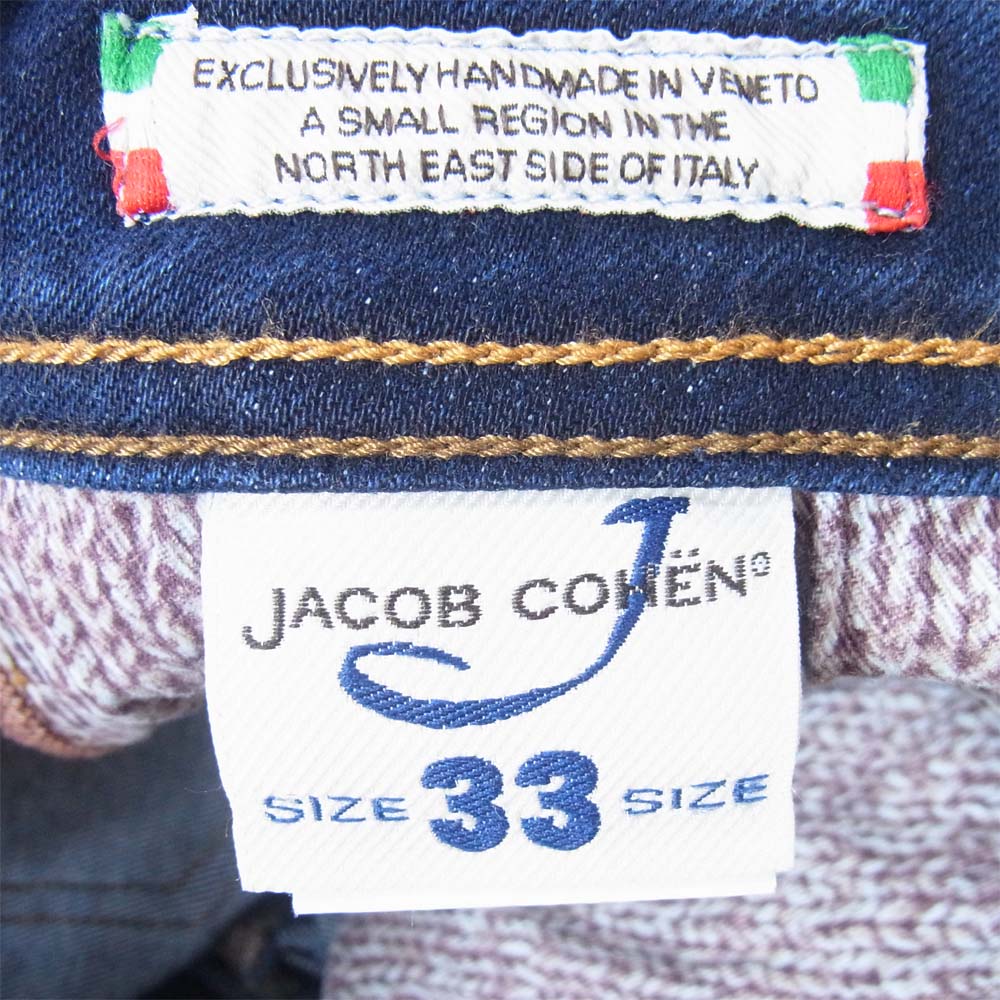 EXCLUSIVELY HANDMADE IN VENETO
A SMALL REGION IN THE
NORTH EAST SIDE OF ITALY
J
JACOB COHËN
SIZE 33 SIZE